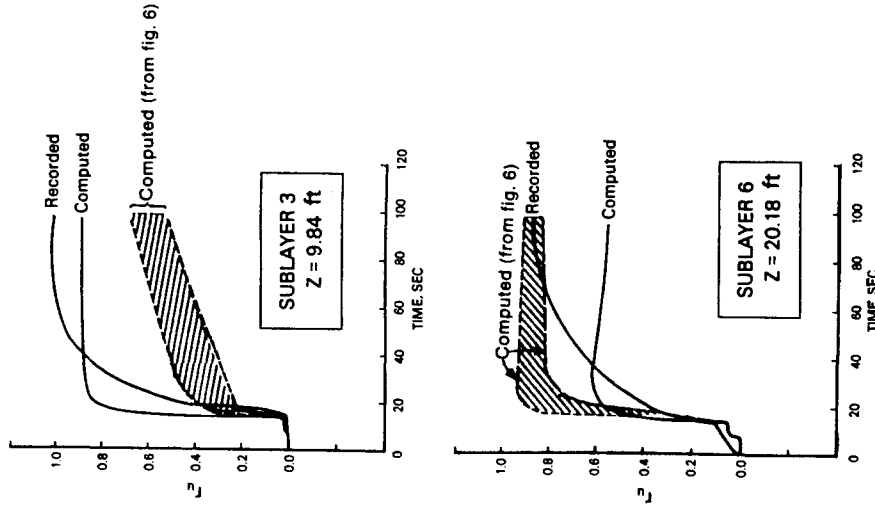 Recorded
Computed
Computed (from fig. 6)
SUBLAYER 3
Z = 9.84 ft
1.0
0.8
0.6
0.4
0.2
0.0
r_u
0 20 40 60 80 100 120
TIME, SEC
Computed (from fig. 6)
Recorded
Computed
SUBLAYER 6
Z = 20.18 ft
1.0
0.8
0.6
0.4
0.2
0.0
r_u
0 20 40 60 80 100 120
TIME, SEC